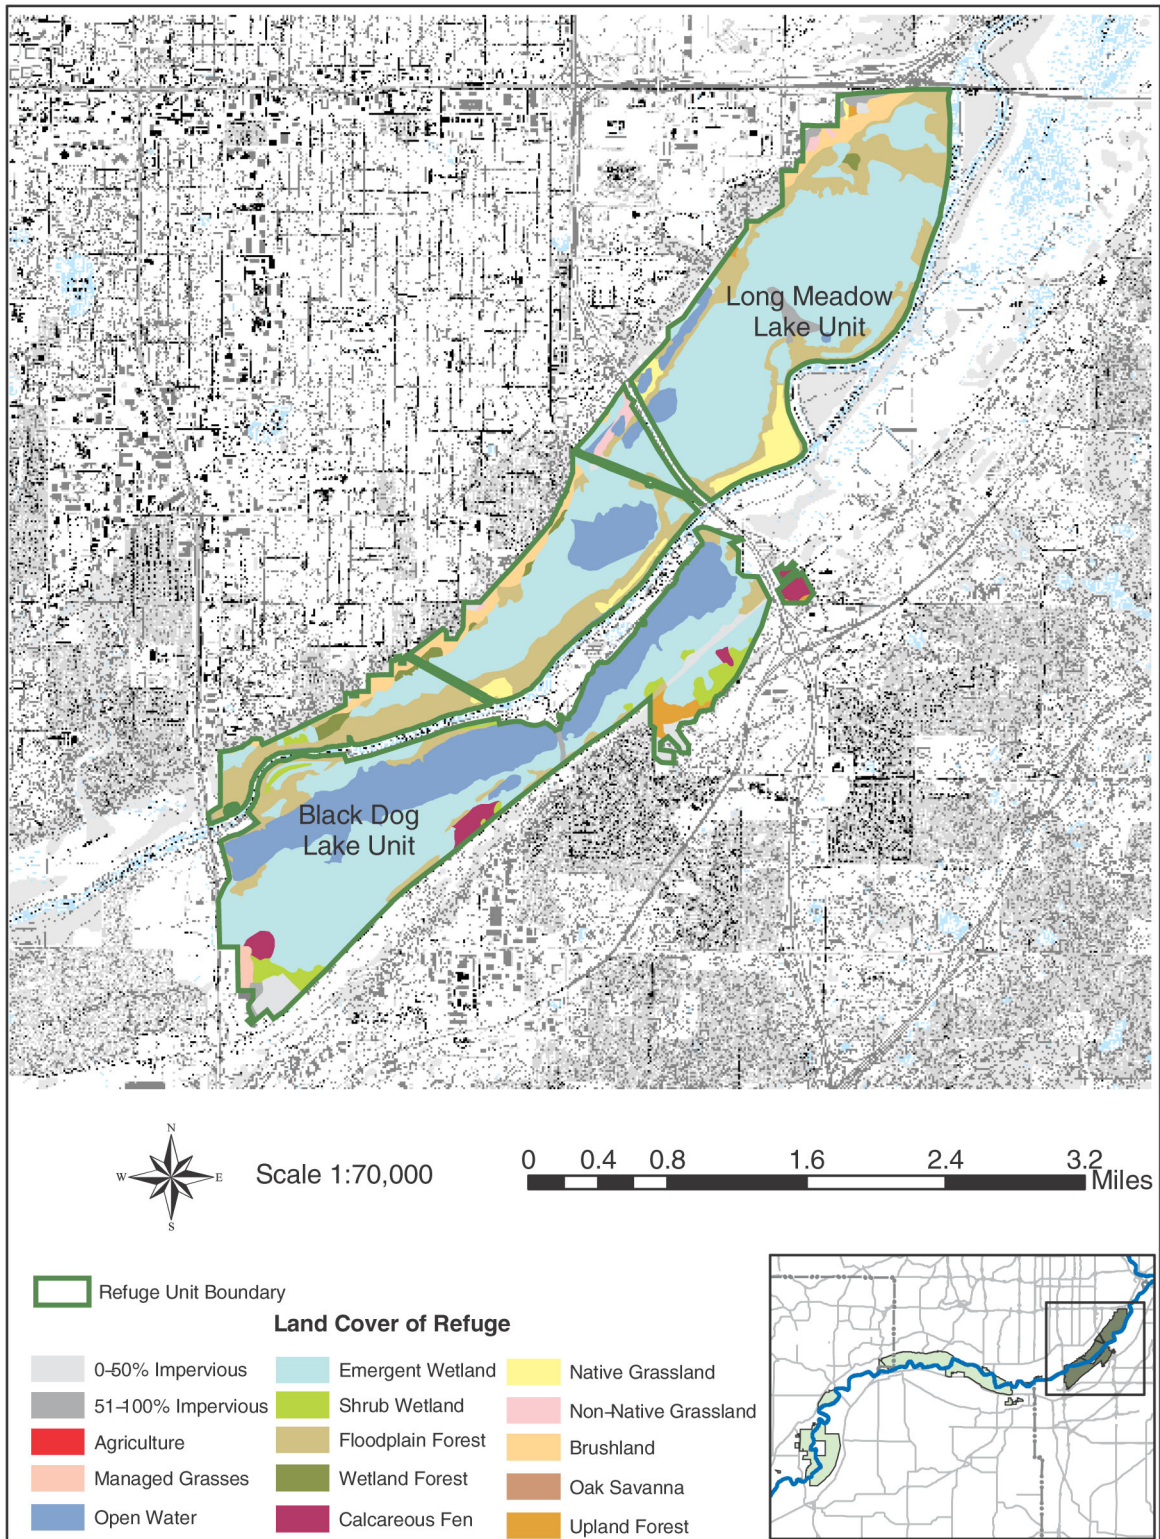 Long Meadow
Lake Unit
Black Dog
Lake Unit
N
W
E
S
Scale 1:70,000
0 0.4 0.8 1.6 2.4 3.2
Miles
Refuge Unit Boundary
Land Cover of Refuge
0–50% Impervious
51–100% Impervious
Agriculture
Managed Grasses
Open Water
Emergent Wetland
Shrub Wetland
Floodplain Forest
Wetland Forest
Calcareous Fen
Native Grassland
Non–Native Grassland
Brushland
Oak Savanna
Upland Forest